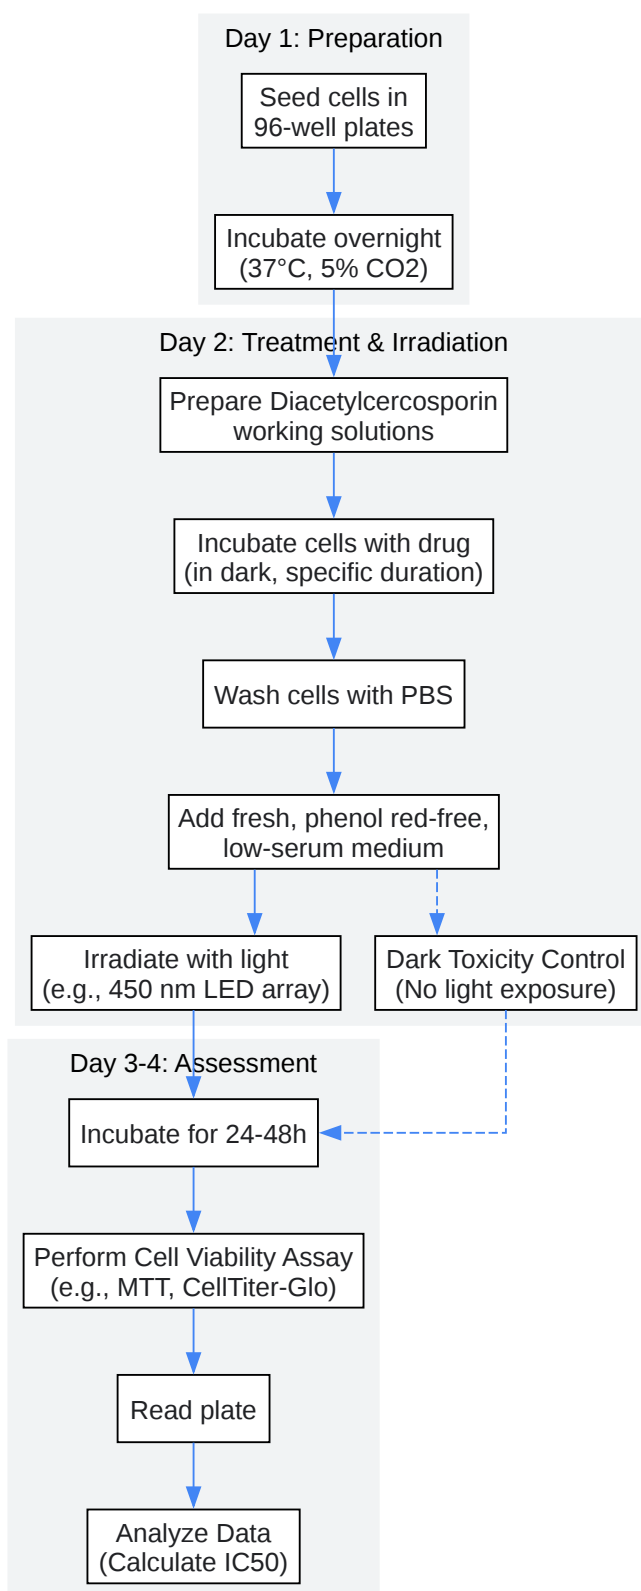 Day 1: Preparation
Seed cells in
96-well plates
Incubate overnight
(37°C, 5% CO2)
Day 2: Treatment & Irradiation
Prepare Diacetylcercosporin
working solutions
Incubate cells with drug
(in dark, specific duration)
Wash cells with PBS
Add fresh, phenol red-free,
low-serum medium
Irradiate with light
(e.g., 450 nm LED array)
Dark Toxicity Control
(No light exposure)
Day 3-4: Assessment
Incubate for 24-48h
Perform Cell Viability Assay
(e.g., MTT, CellTiter-Glo)
Read plate
Analyze Data
(Calculate IC50)